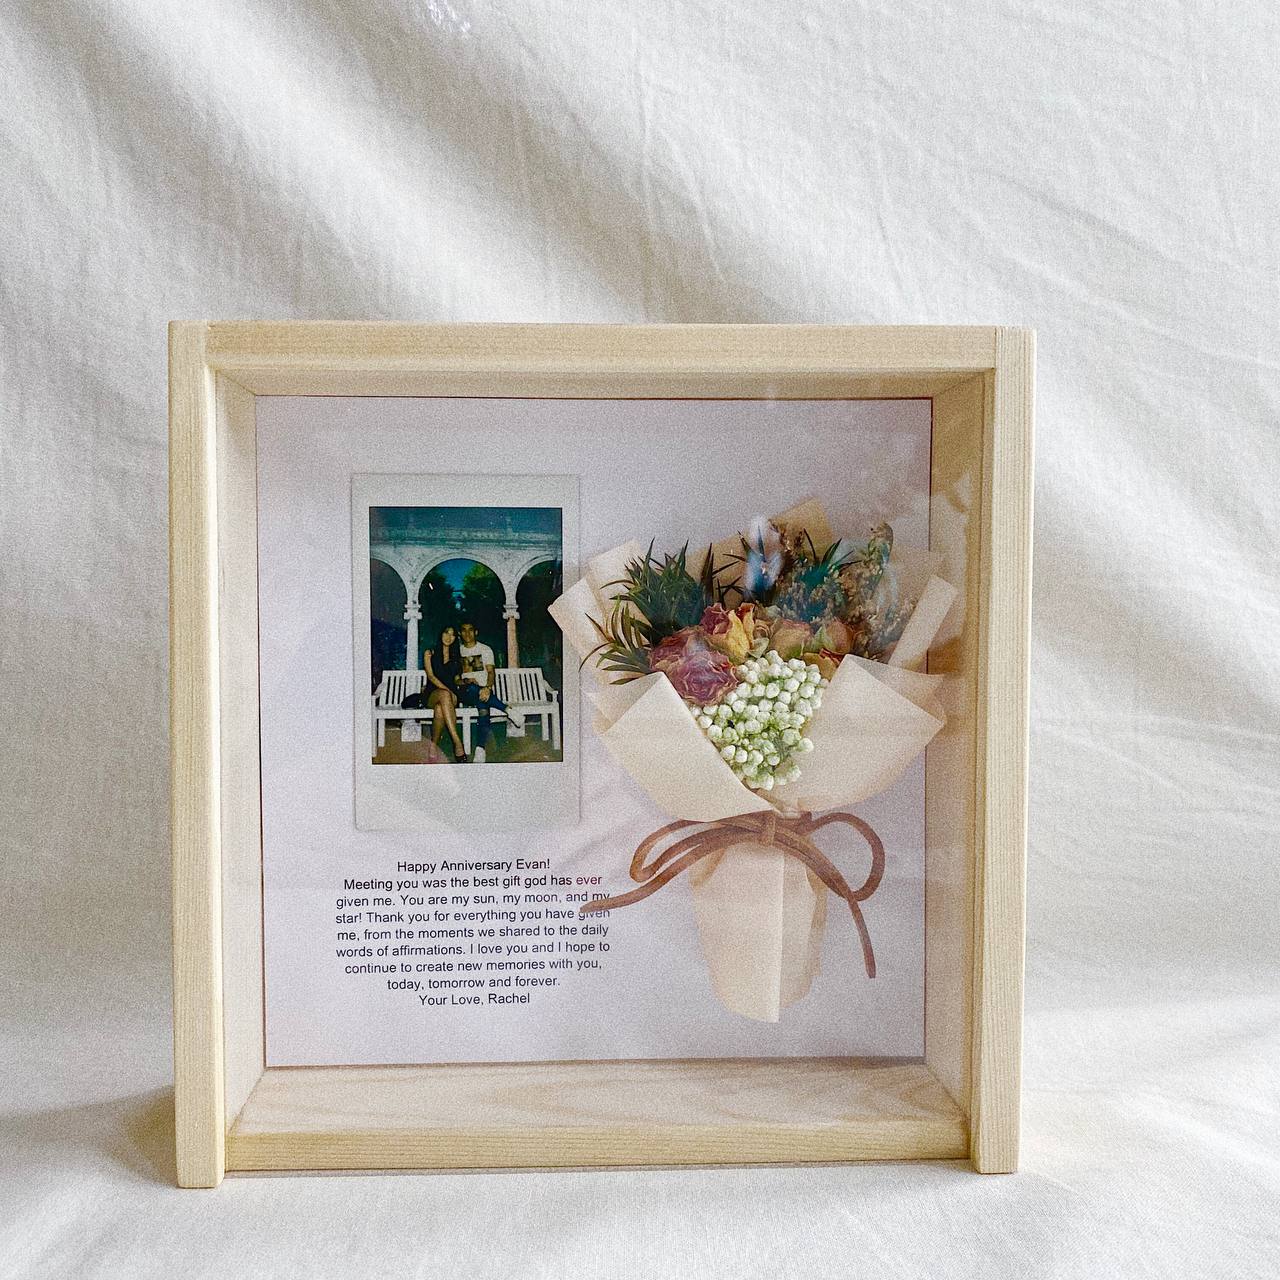 Happy Anniversary Evan!
Meeting you was the best gift god has ever
given me. You are my sun, my moon, and my
star! Thank you for everything you have given
me, from the moments we shared to the daily
words of affirmations. I love you and I hope to
continue to create new memories with you,
today, tomorrow and forever.
Your Love, Rachel